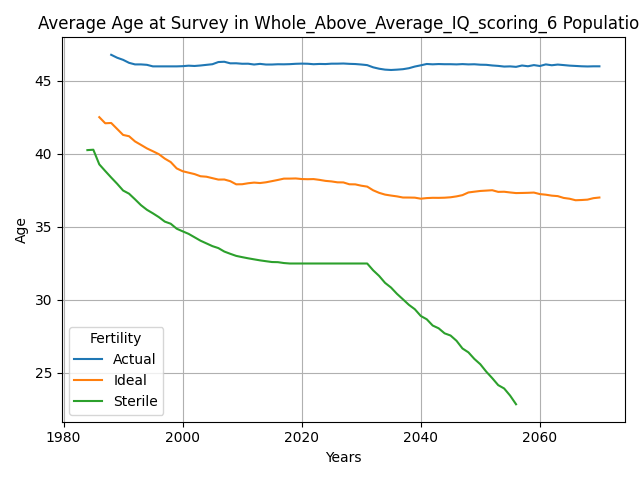 Average Age at Survey in Whole_Above_Average_IQ_scoring_6 Populatio
45
40
35
30
25
Age
Fertility
Actual
Ideal
Sterile
1980 2000 2020 2040 2060
Years